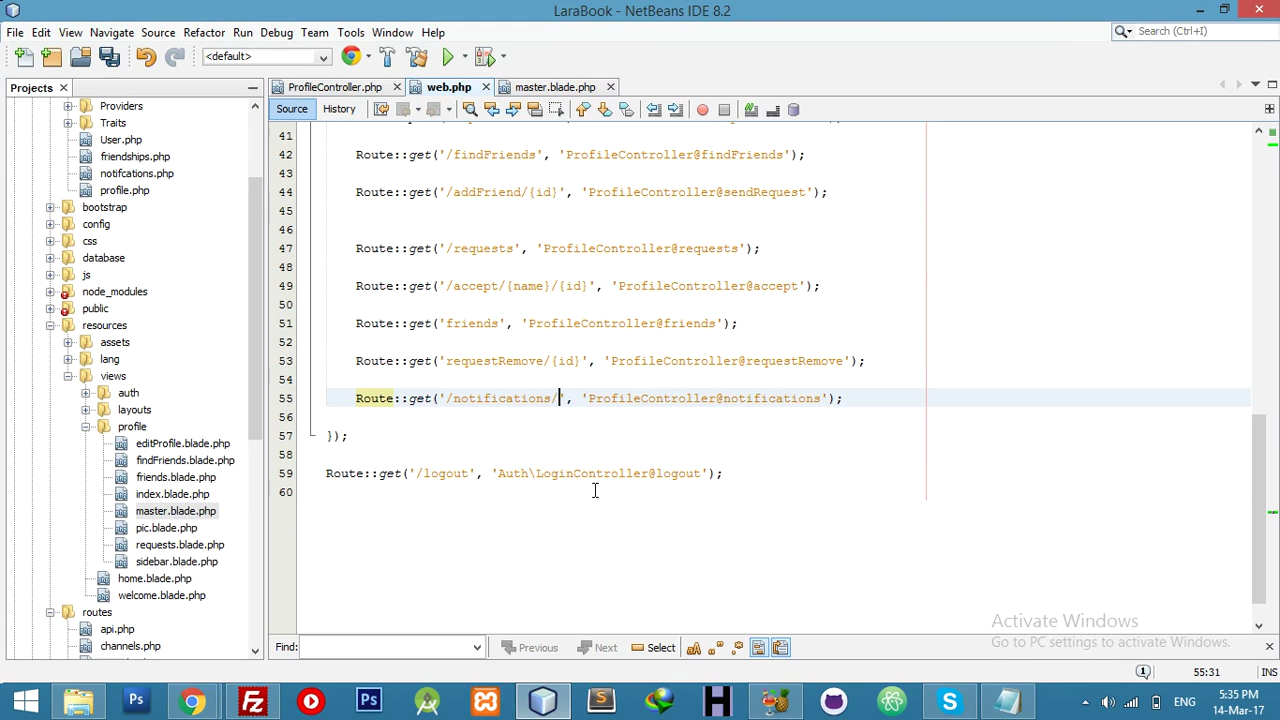 LaraBook - NetBeans IDE 8.2
File Edit View Navigate Source Refactor Run Debug Team Tools Window Help
Search (Ctrl+I)
<default>
Projects
ProfileController.php web.php master.blade.php
Source History
Providers
Traits
User.php
friendships.php
notifcations.php
profile.php
bootstrap
config
css
database
js
node_modules
public
resources
assets
lang
views
auth
layouts
profile
editProfile.blade.php
findFriends.blade.php
friends.blade.php
index.blade.php
master.blade.php
pic.blade.php
requests.blade.php
sidebar.blade.php
home.blade.php
welcome.blade.php
routes
api.php
channels.php
41
42 Route::get('/findFriends', 'ProfileController@findFriends');
43
44 Route::get('/addFriend/{id}', 'ProfileController@sendRequest');
45
46
47 Route::get('/requests', 'ProfileController@requests');
48
49 Route::get('/accept/{name}/{id}', 'ProfileController@accept');
50
51 Route::get('friends', 'ProfileController@friends');
52
53 Route::get('requestRemove/{id}', 'ProfileController@requestRemove');
54
55 Route::get('/notifications/', 'ProfileController@notifications');
56
57 });
58
59 Route::get('/logout', 'Auth\LoginController@logout');
60
Activate Windows
Go to PC settings to activate Windows.
Find: Previous Next Select
55:31 INS
ENG
5:35 PM
14-Mar-17